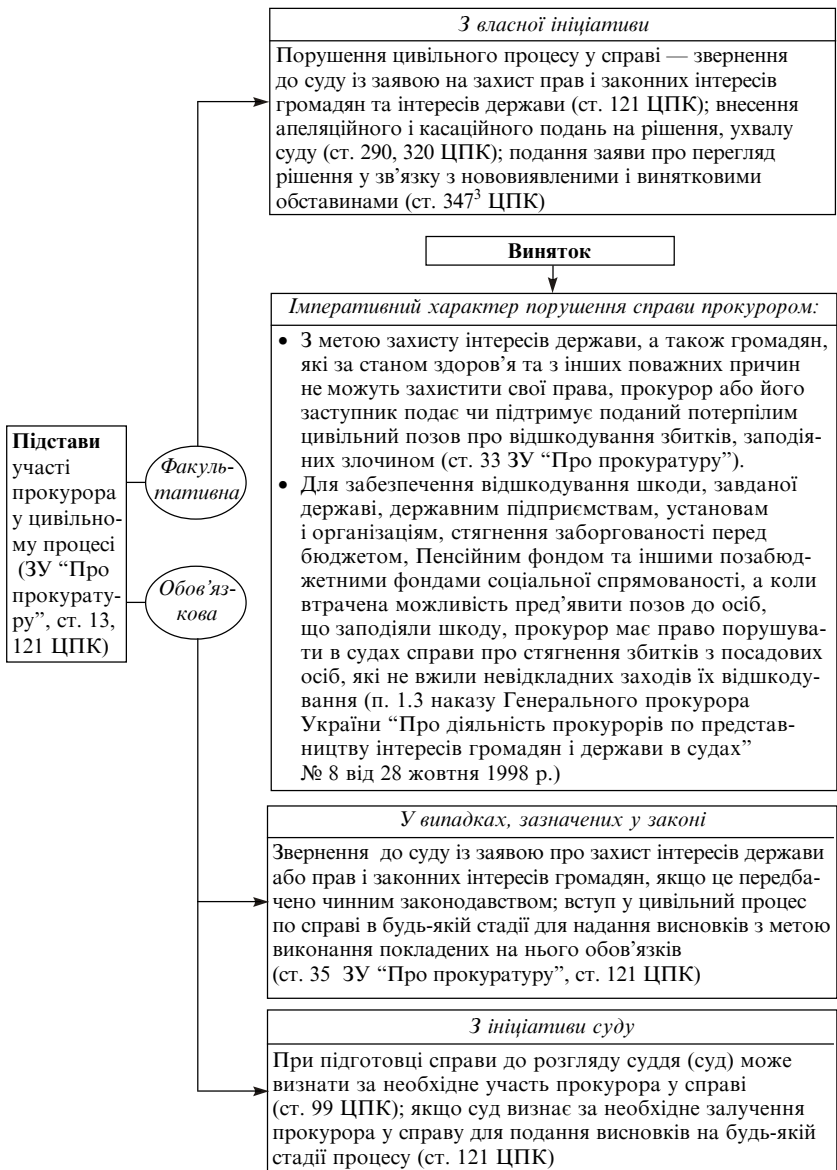 З власної ініціативи
Порушення цивільного процесу у справі — звернення
до суду із заявою на захист прав і законних інтересів
громадян та інтересів держави (ст. 121 ЦПК); внесення
апеляційного і касаційного подань на рішення, ухвалу
суду (ст. 290, 320 ЦПК); подання заяви про перегляд
рішення у зв’язку з нововиявленими і винятковими
обставинами (ст. 347³ ЦПК)
Виняток
Імперативний характер порушення справи прокурором:
• З метою захисту інтересів держави, а також громадян,
які за станом здоров’я та з інших поважних причин
не можуть захистити свої права, прокурор або його
заступник подає чи підтримує поданий потерпілим
цивільний позов про відшкодування збитків, заподія-
них злочином (ст. 33 ЗУ “Про прокуратуру”).
• Для забезпечення відшкодування шкоди, завданої
державі, державним підприємствам, установам
і організаціям, стягнення заборгованості перед
бюджетом, Пенсійним фондом та іншими позабюд-
жетними фондами соціальної спрямованості, а коли
втрачена можливість пред’явити позов до осіб,
що заподіяли шкоду, прокурор має право порушува-
ти в судах справи про стягнення збитків з посадових
осіб, які не вжили невідкладних заходів їх відшкоду-
вання (п. 1.3 наказу Генерального прокурора
України “Про діяльність прокурорів по представ-
ництву інтересів громадян і держави в судах”
№ 8 від 28 жовтня 1998 р.)
Підстави
участі
прокурора
у цивільно-
му процесі
(ЗУ “Про
прокурату-
ру”, ст. 13,
121 ЦПК)
Факуль-
тативна
Обов’яз-
кова
У випадках, зазначених у законі
Звернення до суду із заявою про захист інтересів держави
або прав і законних інтересів громадян, якщо це передба-
чено чинним законодавством; вступ у цивільний процес
по справі в будь-якій стадії для надання висновків з метою
виконання покладених на нього обов’язків
(ст. 35 ЗУ “Про прокуратуру”, ст. 121 ЦПК)
З ініціативи суду
При підготовці справи до розгляду суддя (суд) може
визнати за необхідне участь прокурора у справі
(ст. 99 ЦПК); якщо суд визнає за необхідне залучення
прокурора у справу для подання висновків на будь-якій
стадії процесу (ст. 121 ЦПК)